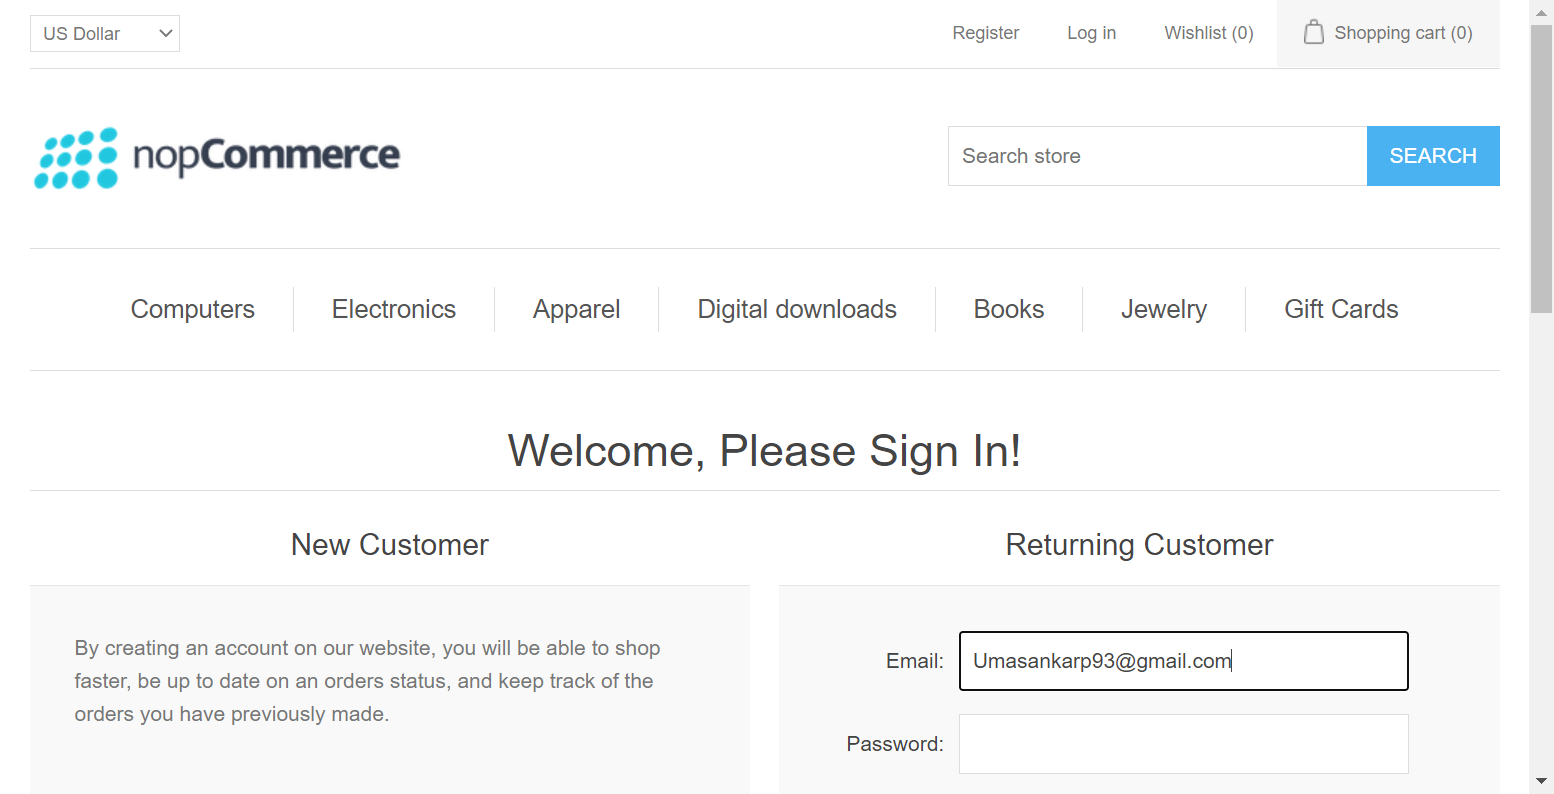 US Dollar
Register
Log in
Wishlist (0)
Shopping cart (0)
nopCommerce
Search store
SEARCH
Computers
Electronics
Apparel
Digital downloads
Books
Jewelry
Gift Cards
Welcome, Please Sign In!
New Customer
By creating an account on our website, you will be able to shop
faster, be up to date on an orders status, and keep track of the
orders you have previously made.
Returning Customer
Email:
Umasankarp93@gmail.com
Password: